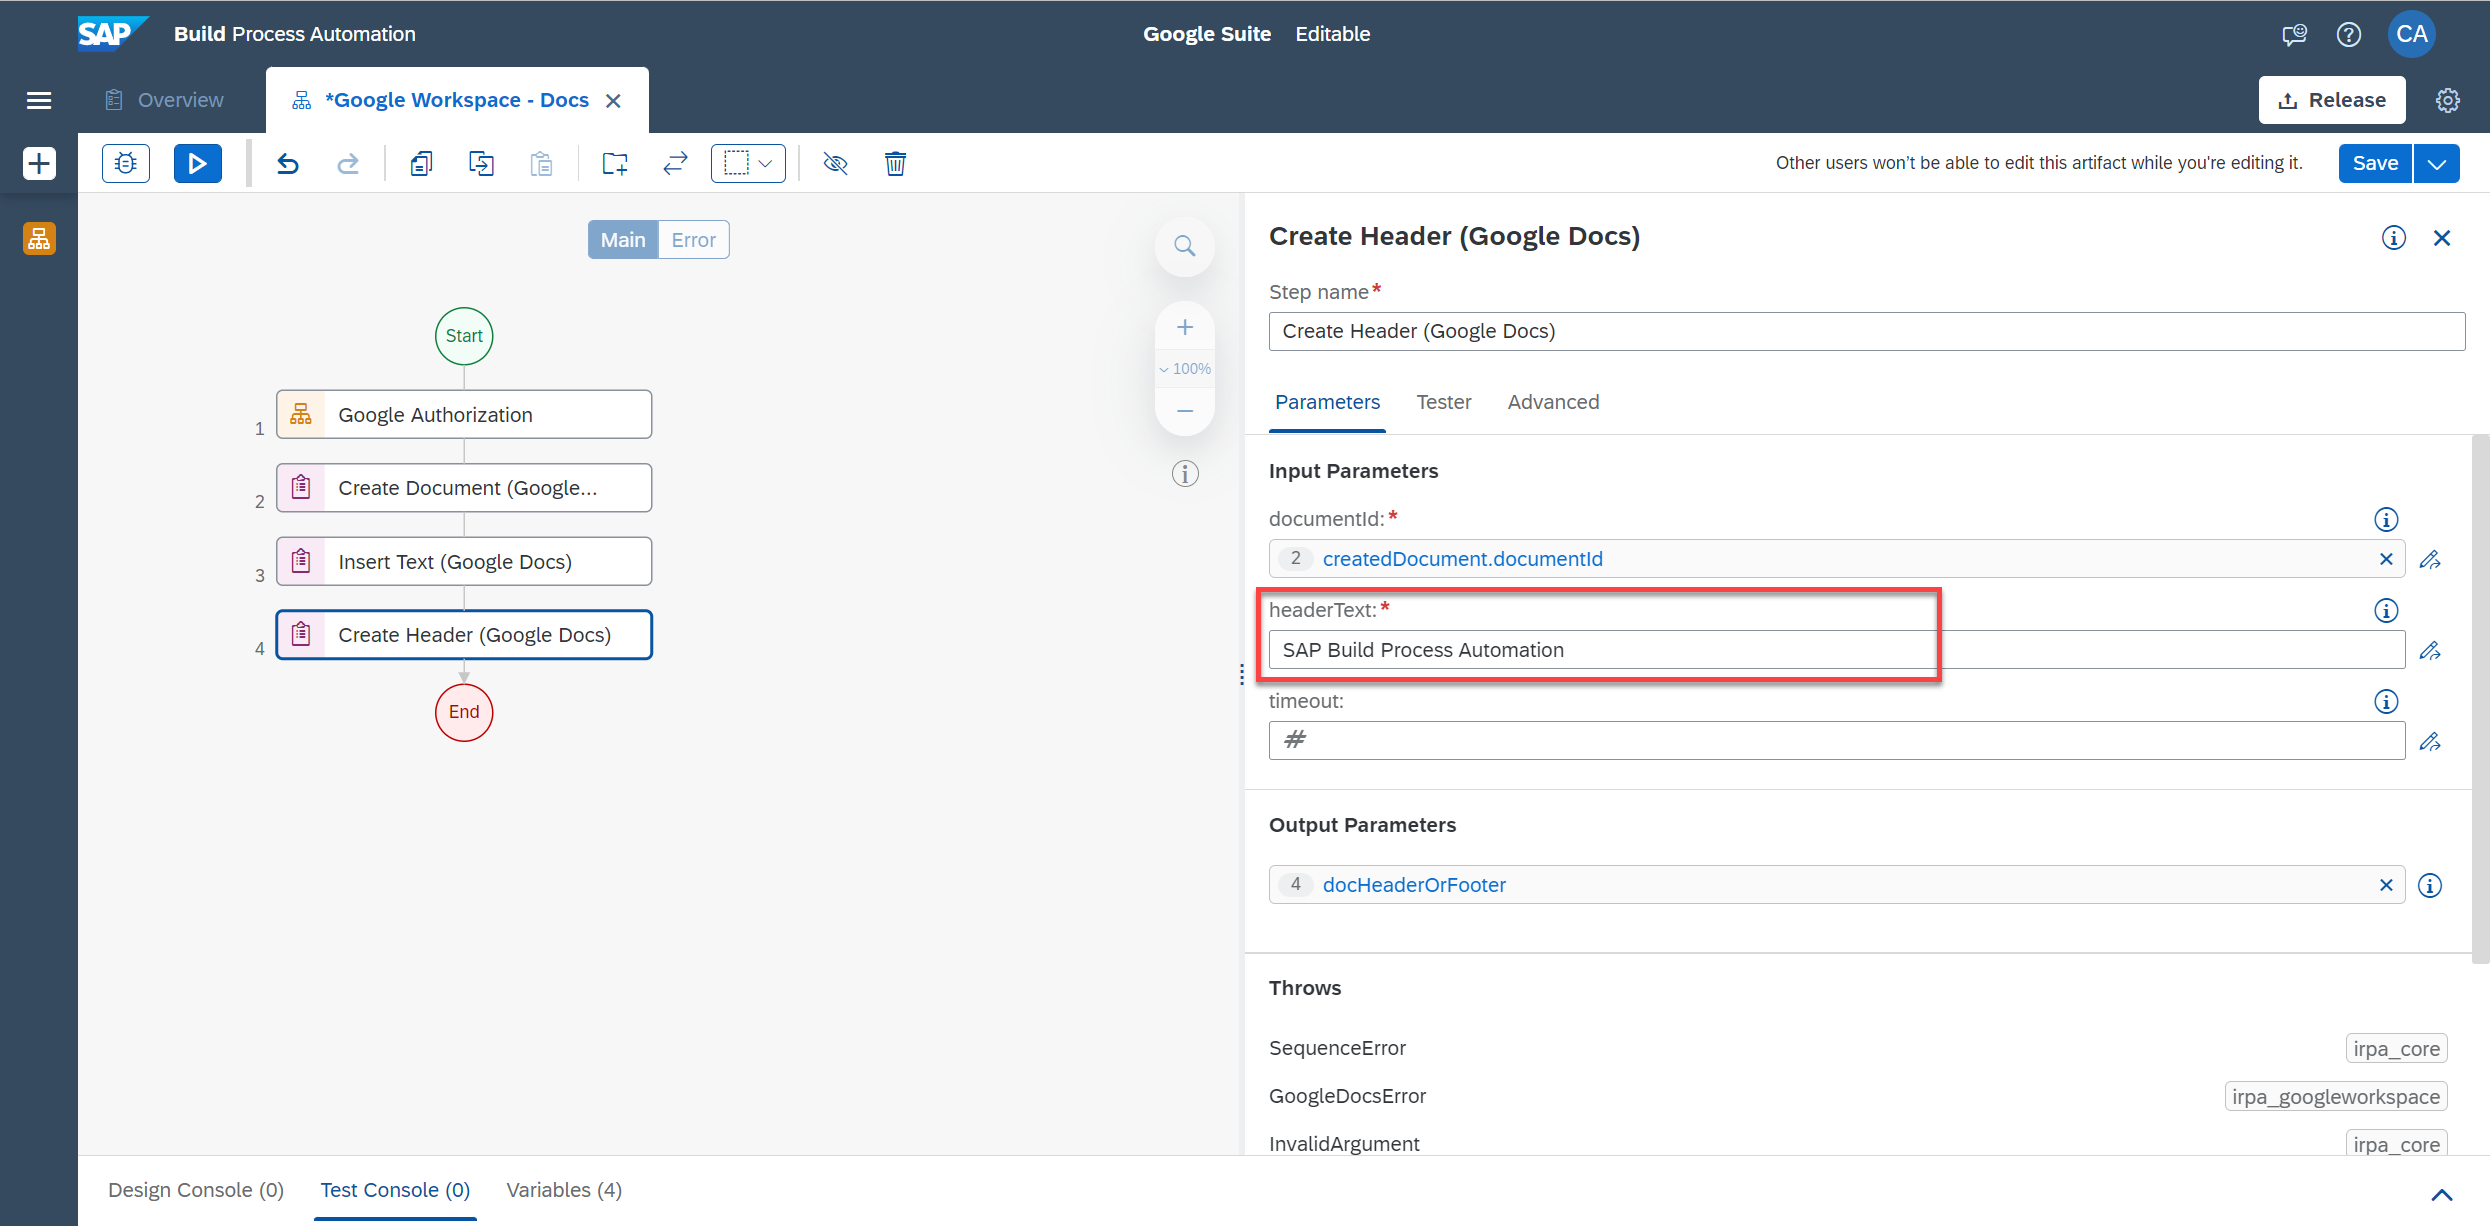 SAP Build Process Automation Google Suite Editable CA
Overview *Google Workspace - Docs Release
Other users won't be able to edit this artifact while you're editing it. Save
Main Error
Start
1 Google Authorization
2 Create Document (Google...
3 Insert Text (Google Docs)
4 Create Header (Google Docs)
End
100%
Create Header (Google Docs)
Step name*
Create Header (Google Docs)
Parameters Tester Advanced
Input Parameters
documentId:*
2 createdDocument.documentId
headerText:*
SAP Build Process Automation
timeout:
#
Output Parameters
4 docHeaderOrFooter
Throws
SequenceError irpa_core
GoogleDocsError irpa_googleworkspace
InvalidArgument irpa_core
Design Console (0) Test Console (0) Variables (4)